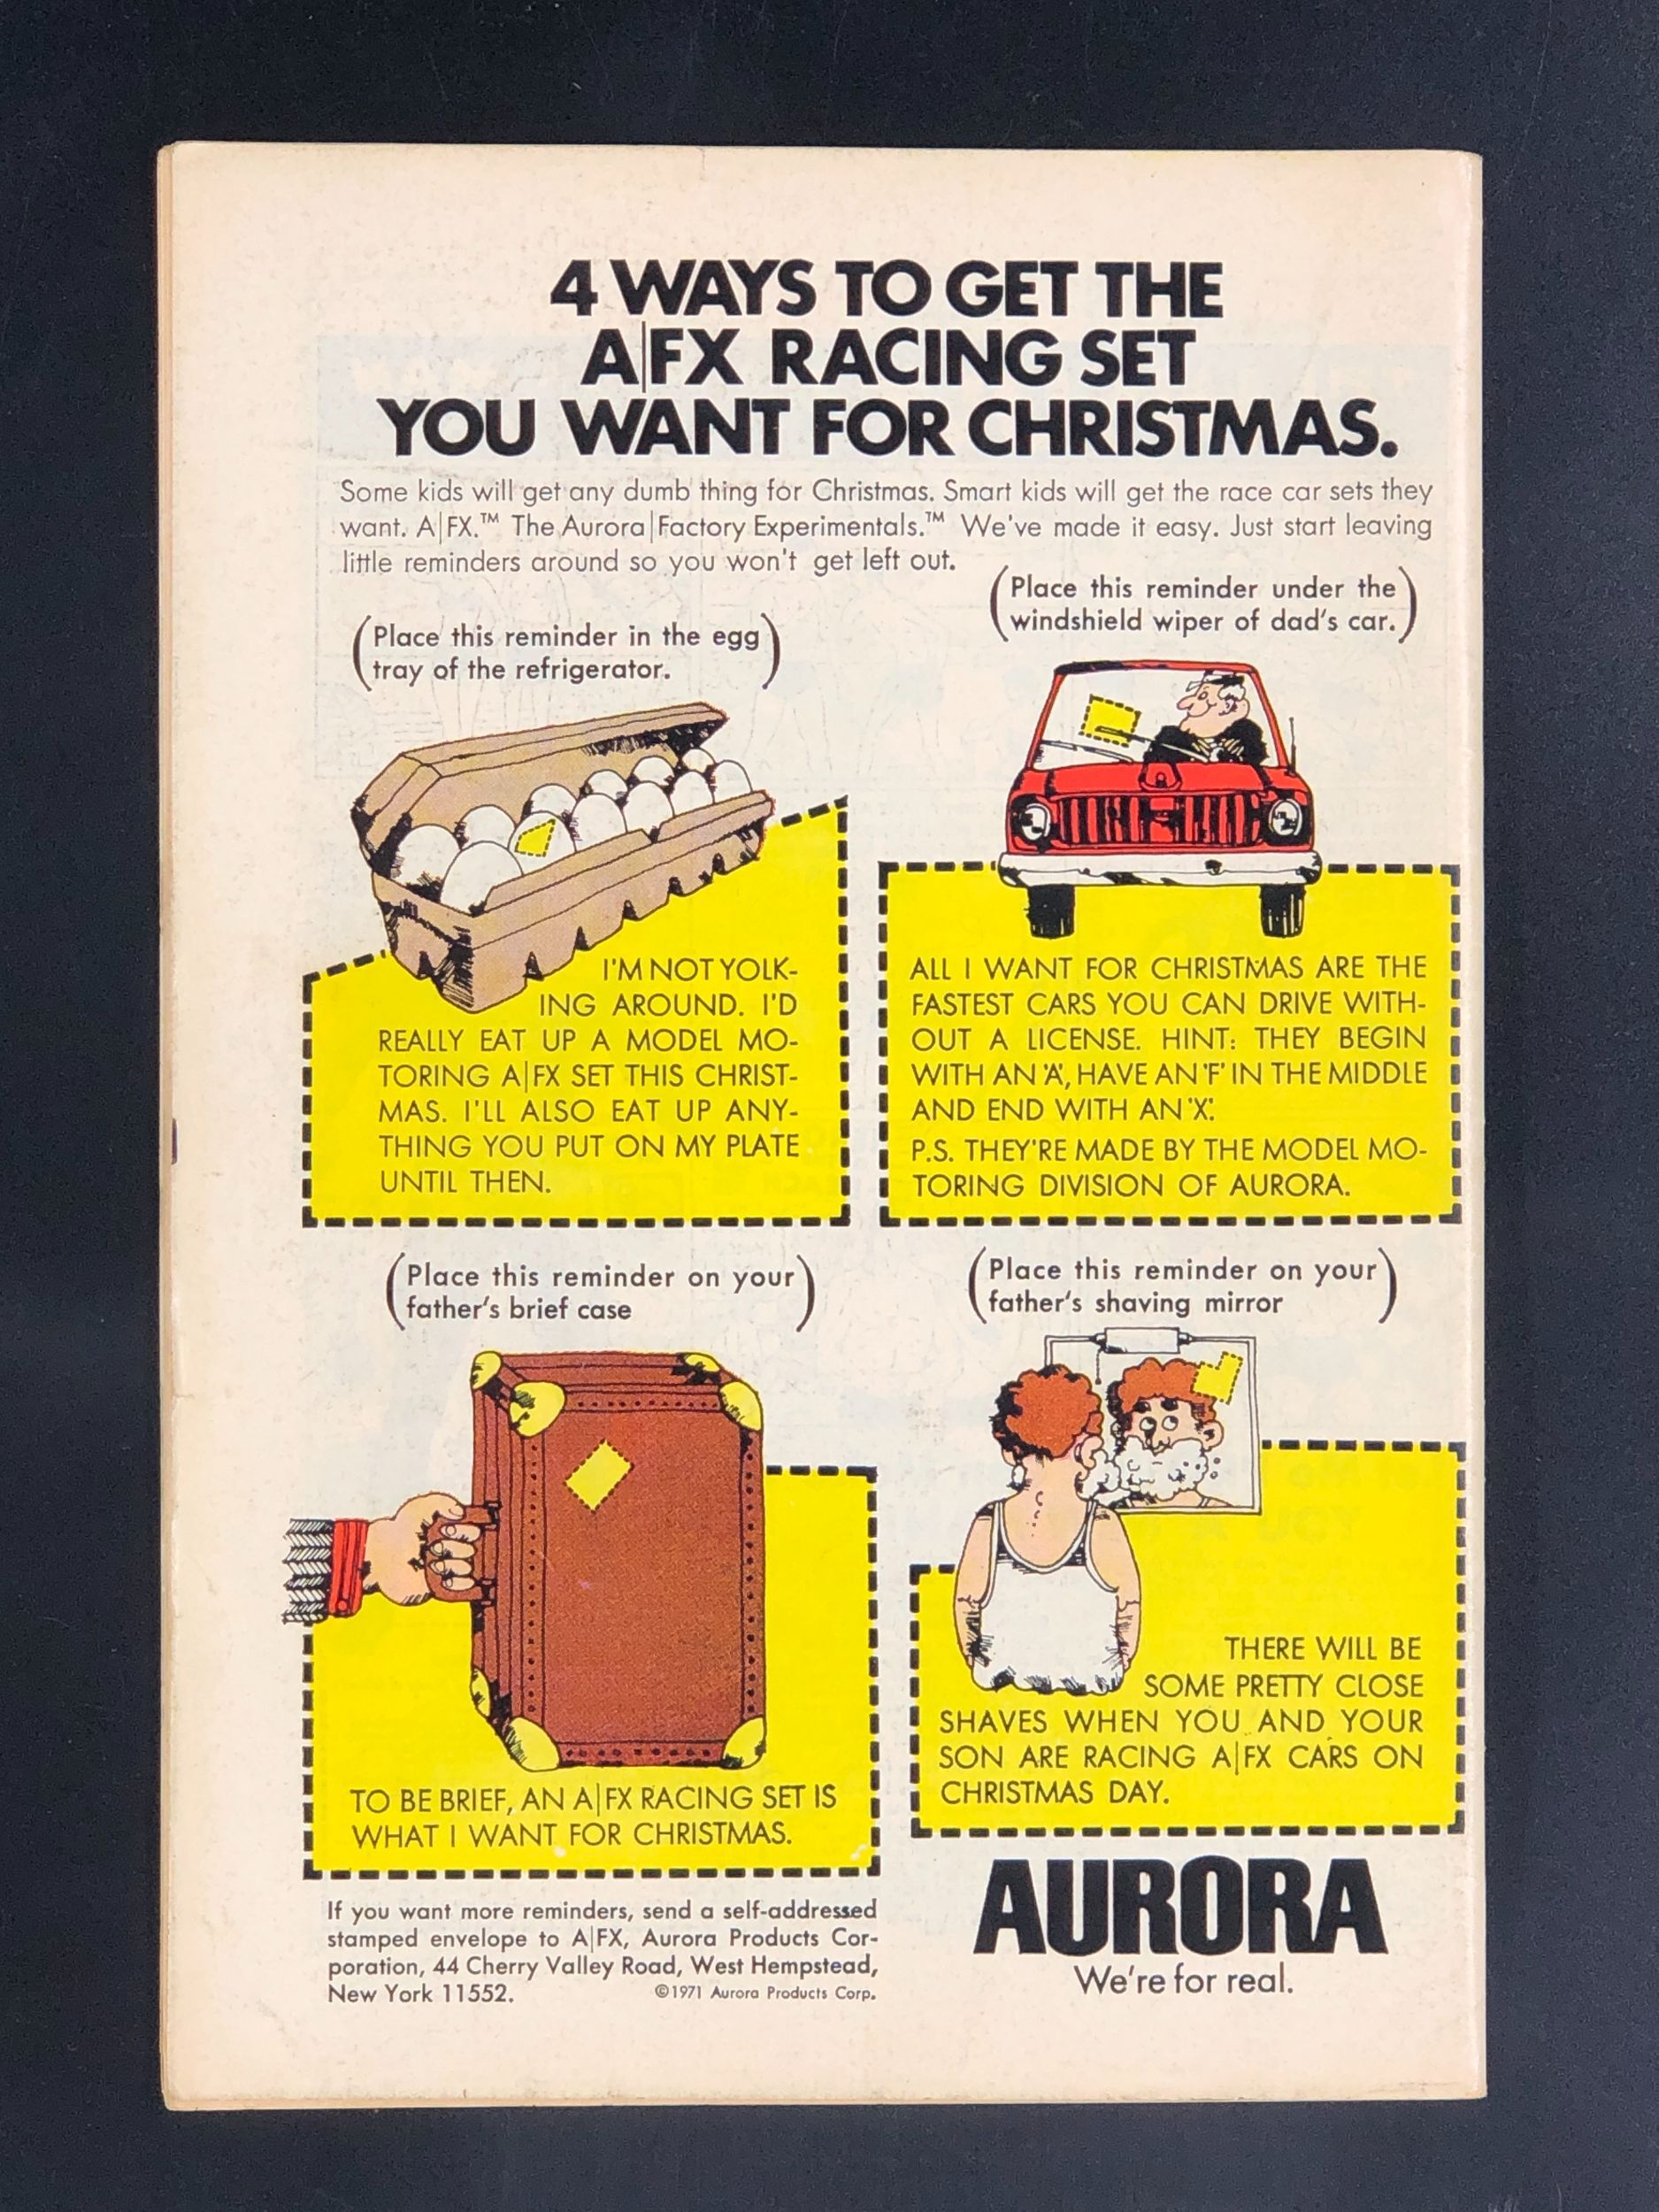 4 WAYS TO GET THE
A|FX RACING SET
YOU WANT FOR CHRISTMAS.
Some kids will get any dumb thing for Christmas. Smart kids will get the race car sets they
want. A|FX.™ The Aurora|Factory Experimentals.™ We've made it easy. Just start leaving
little reminders around so you won't get left out.
(Place this reminder in the egg
tray of the refrigerator.)
(Place this reminder under the
windshield wiper of dad's car.)
I'M NOT YOLK-
ING AROUND. I'D
REALLY EAT UP A MODEL MO-
TORING A|FX SET THIS CHRIST-
MAS. I'LL ALSO EAT UP ANY-
THING YOU PUT ON MY PLATE
UNTIL THEN.
ALL I WANT FOR CHRISTMAS ARE THE
FASTEST CARS YOU CAN DRIVE WITH-
OUT A LICENSE. HINT: THEY BEGIN
WITH AN 'A', HAVE AN 'F' IN THE MIDDLE
AND END WITH AN 'X'.
P.S. THEY'RE MADE BY THE MODEL MO-
TORING DIVISION OF AURORA.
(Place this reminder on your
father's brief case)
(Place this reminder on your
father's shaving mirror)
TO BE BRIEF, AN A|FX RACING SET IS
WHAT I WANT FOR CHRISTMAS.
THERE WILL BE
SOME PRETTY CLOSE
SHAVES WHEN YOU AND YOUR
SON ARE RACING A|FX CARS ON
CHRISTMAS DAY.
If you want more reminders, send a self-addressed
stamped envelope to A|FX, Aurora Products Cor-
poration, 44 Cherry Valley Road, West Hempstead,
New York 11552. ©1971 Aurora Products Corp.
AURORA
We're for real.